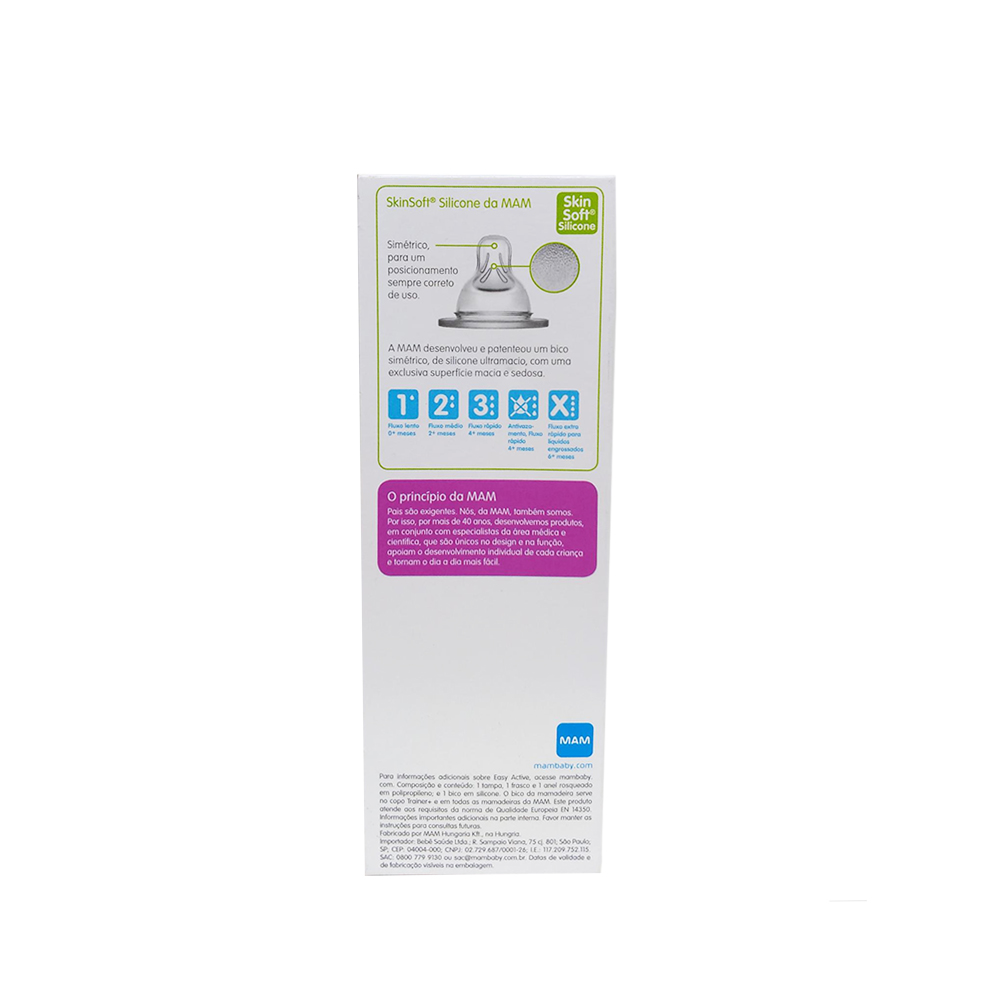 SkinSoft® Silicone da MAM
Skin
Soft®
Silicone
Simétrico,
para um
posicionamento
sempre correto
de uso.
A MAM desenvolveu e patenteou um bico
simétrico, de silicone ultramacio, com uma
exclusiva superfície macia e sedosa.
1
Fluxo lento
0+ meses
2
Fluxo médio
2+ meses
3
Fluxo rápido
4+ meses
Antivaza-
mento, Fluxo
rápido
4+ meses
X
Fluxo extra
rápido para
líquidos
engrossados
6+ meses
O princípio da MAM
Pais são exigentes. Nós, da MAM, também somos.
Por isso, por mais de 40 anos, desenvolvemos produtos,
em conjunto com especialistas da área médica e
científica, que são únicos no design e na função,
apoiam o desenvolvimento individual de cada criança
e tornam o dia a dia mais fácil.
MAM
mambaby.com
Para informações adicionais sobre Easy Active, acesse mambaby.
com. Composição e conteúdo: 1 tampa, 1 frasco e 1 anel rosqueado
em polipropileno; e 1 bico em silicone. O bico da mamadeira serve
no copo Trainer+ e em todas as mamadeiras da MAM. Este produto
atende aos requisitos da norma de Qualidade Europeia EN 14350.
Informações importantes adicionais na parte interna. Favor manter as
instruções para consultas futuras.
Fabricado por MAM Hungaria Kft., na Hungria.
Importador: Bebê Saúde Ltda.; R. Sampaio Viana, 75 cj. 801; São Paulo,
SP; CEP: 04004-000, CNPJ: 02.729.687/0001-26; I.E.: 117.209.752.115.
SAC: 0800 779 9130 ou sac@mambaby.com.br. Datas de validade e
de fabricação visíveis na embalagem.